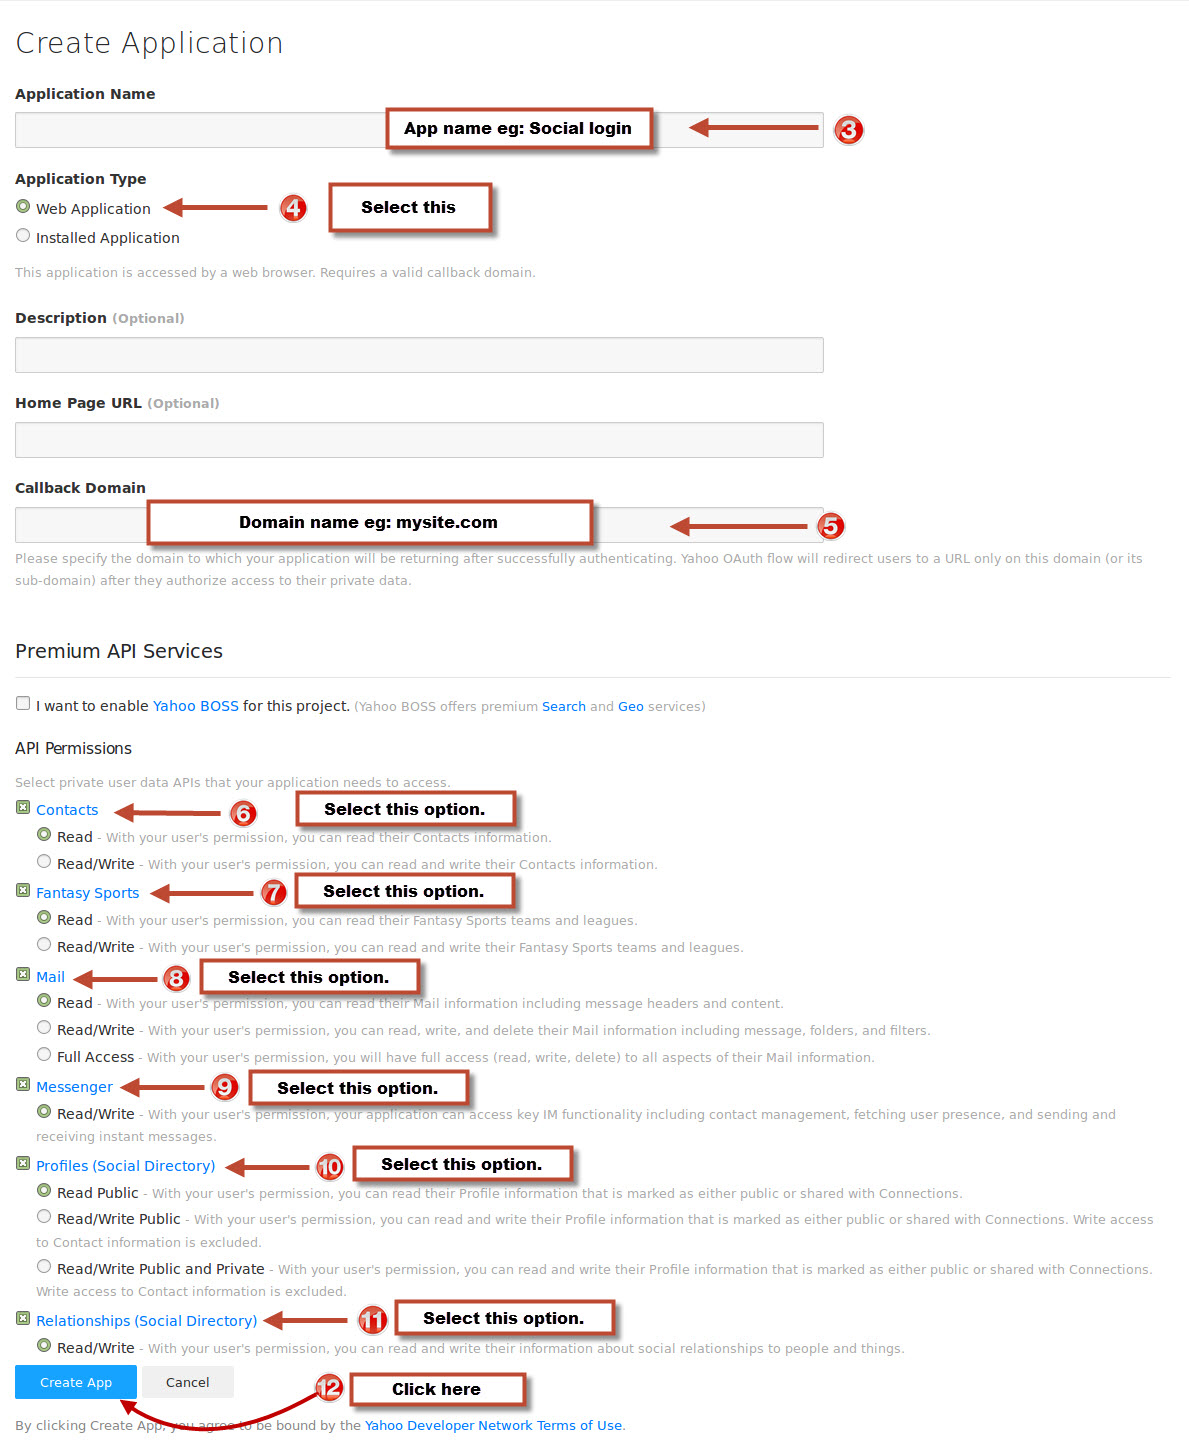 Create Application
Application Name
App name eg: Social login
3
Application Type
Web Application
4
Select this
Installed Application
This application is accessed by a web browser. Requires a valid callback domain.
Description (Optional)
Home Page URL (Optional)
Callback Domain
Domain name eg: mysite.com
5
Please specify the domain to which your application will be returning after successfully authenticating. Yahoo OAuth flow will redirect users to a URL only on this domain (or its
sub-domain) after they authorize access to their private data.
Premium API Services
I want to enable Yahoo BOSS for this project. (Yahoo BOSS offers premium Search and Geo services)
API Permissions
Select private user data APIs that your application needs to access.
Contacts
6
Select this option.
Read - With your user's permission, you can read their Contacts information.
Read/Write - With your user's permission, you can read and write their Contacts information.
Fantasy Sports
7
Select this option.
Read - With your user's permission, you can read their Fantasy Sports teams and leagues.
Read/Write - With your user's permission, you can read and write their Fantasy Sports teams and leagues.
Mail
8
Select this option.
Read - With your user's permission, you can read their Mail information including message headers and content.
Read/Write - With your user's permission, you can read, write, and delete their Mail information including message, folders, and filters.
Full Access - With your user's permission, you will have full access (read, write, delete) to all aspects of their Mail information.
Messenger
9
Select this option.
Read/Write - With your user's permission, your application can access key IM functionality including contact management, fetching user presence, and sending and
receiving instant messages.
Profiles (Social Directory)
10
Select this option.
Read Public - With your user's permission, you can read their Profile information that is marked as either public or shared with Connections.
Read/Write Public - With your user's permission, you can read and write their Profile information that is marked as either public or shared with Connections. Write access
to Contact information is excluded.
Read/Write Public and Private - With your user's permission, you can read and write their Profile information that is marked as either public or shared with Connections.
Write access to Contact information is excluded.
Relationships (Social Directory)
11
Select this option.
Read/Write - With your user's permission, you can read and write their information about social relationships to people and things.
Create App
Cancel
12
Click here
By clicking Create App, you agree to be bound by the Yahoo Developer Network Terms of Use.